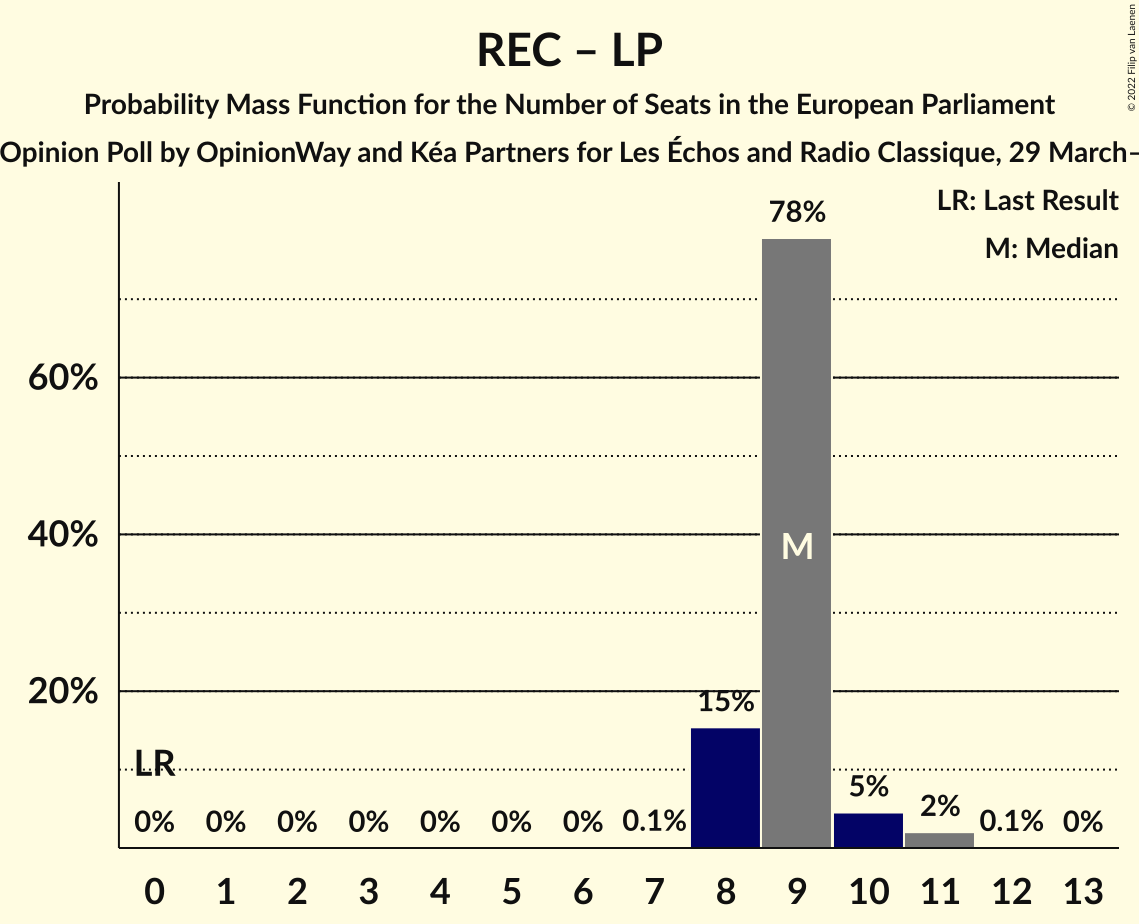 REC – LP
Probability Mass Function for the Number of Seats in the European Parliament
Opinion Poll by OpinionWay and Kéa Partners for Les Échos and Radio Classique, 29 March–
© 2022 Filip van Laenen
LR: Last Result
M: Median
78%
60%
40%
M
20%
15%
LR
5%
2%
0% 0% 0% 0% 0% 0% 0% 0.1% 0.1% 0%
0 1 2 3 4 5 6 7 8 9 10 11 12 13